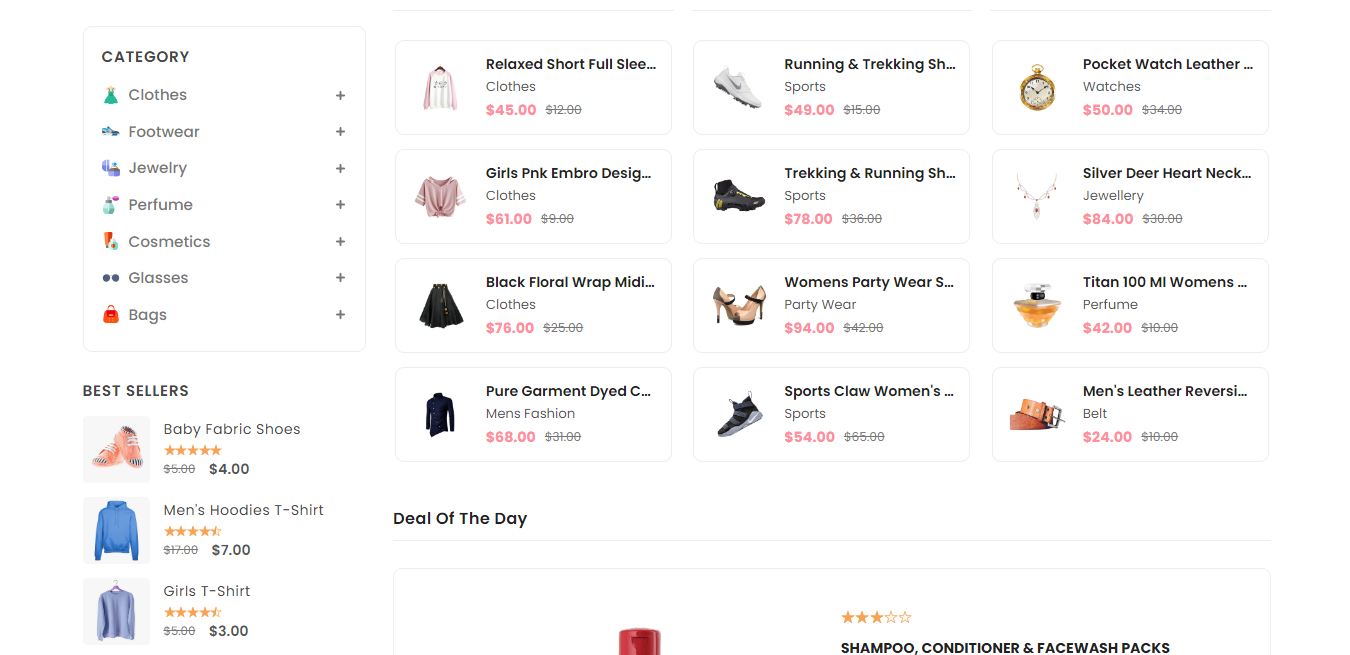 CATEGORY
Clothes +
Footwear +
Jewelry +
Perfume +
Cosmetics +
Glasses +
Bags +
BEST SELLERS
Baby Fabric Shoes
★★★★★
$5.00 $4.00
Men's Hoodies T-Shirt
$17.00 $7.00
Girls T-Shirt
$5.00 $3.00
Relaxed Short Full Slee...
Clothes
$45.00 $12.00
Girls Pnk Embro Desig...
Clothes
$61.00 $9.00
Black Floral Wrap Midi...
Clothes
$76.00 $25.00
Pure Garment Dyed C...
Mens Fashion
$68.00 $31.00
Running & Trekking Sh...
Sports
$49.00 $15.00
Trekking & Running Sh...
Sports
$78.00 $36.00
Womens Party Wear S...
Party Wear
$94.00 $42.00
Sports Claw Women's ...
Sports
$54.00 $65.00
Pocket Watch Leather ...
Watches
$50.00 $34.00
Silver Deer Heart Neck...
Jewellery
$84.00 $30.00
Titan 100 Ml Womens ...
Perfume
$42.00 $10.00
Men's Leather Reversi...
Belt
$24.00 $10.00
Deal Of The Day
SHAMPOO, CONDITIONER & FACEWASH PACKS